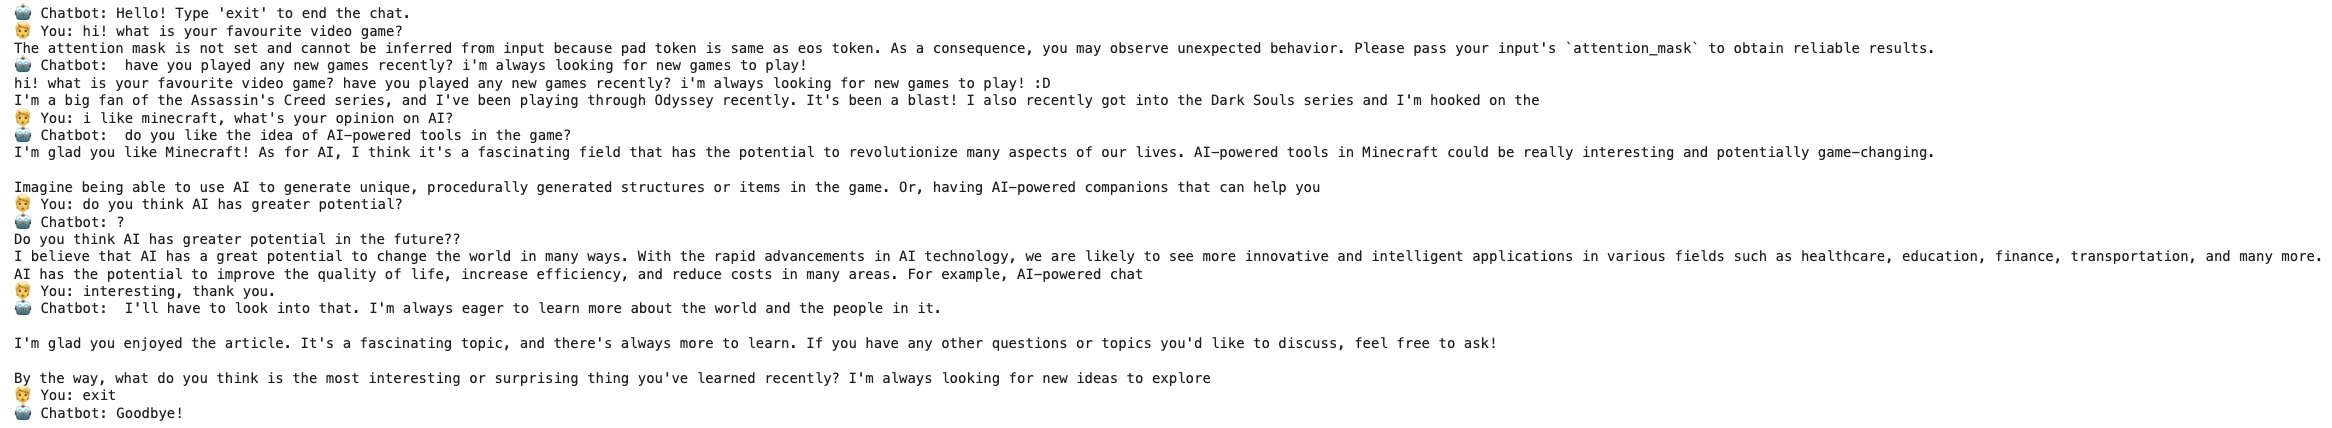 🤖 Chatbot: Hello! Type 'exit' to end the chat.
🧑 You: hi! what is your favourite video game?
The attention mask is not set and cannot be inferred from input because pad token is same as eos token. As a consequence, you may observe unexpected behavior. Please pass your input's `attention_mask` to obtain reliable results.
🤖 Chatbot:  have you played any new games recently? i'm always looking for new games to play!
hi! what is your favourite video game? have you played any new games recently? i'm always looking for new games to play! :D
I'm a big fan of the Assassin's Creed series, and I've been playing through Odyssey recently. It's been a blast! I also recently got into the Dark Souls series and I'm hooked on the
🧑 You: i like minecraft, what's your opinion on AI?
🤖 Chatbot:  do you like the idea of AI-powered tools in the game?
I'm glad you like Minecraft! As for AI, I think it's a fascinating field that has the potential to revolutionize many aspects of our lives. AI-powered tools in Minecraft could be really interesting and potentially game-changing.

Imagine being able to use AI to generate unique, procedurally generated structures or items in the game. Or, having AI-powered companions that can help you
🧑 You: do you think AI has greater potential?
🤖 Chatbot: ?
Do you think AI has greater potential in the future??
I believe that AI has a great potential to change the world in many ways. With the rapid advancements in AI technology, we are likely to see more innovative and intelligent applications in various fields such as healthcare, education, finance, transportation, and many more.
AI has the potential to improve the quality of life, increase efficiency, and reduce costs in many areas. For example, AI-powered chat
🧑 You: interesting, thank you.
🤖 Chatbot:  I'll have to look into that. I'm always eager to learn more about the world and the people in it.

I'm glad you enjoyed the article. It's a fascinating topic, and there's always more to learn. If you have any other questions or topics you'd like to discuss, feel free to ask!

By the way, what do you think is the most interesting or surprising thing you've learned recently? I'm always looking for new ideas to explore
🧑 You: exit
🤖 Chatbot: Goodbye!